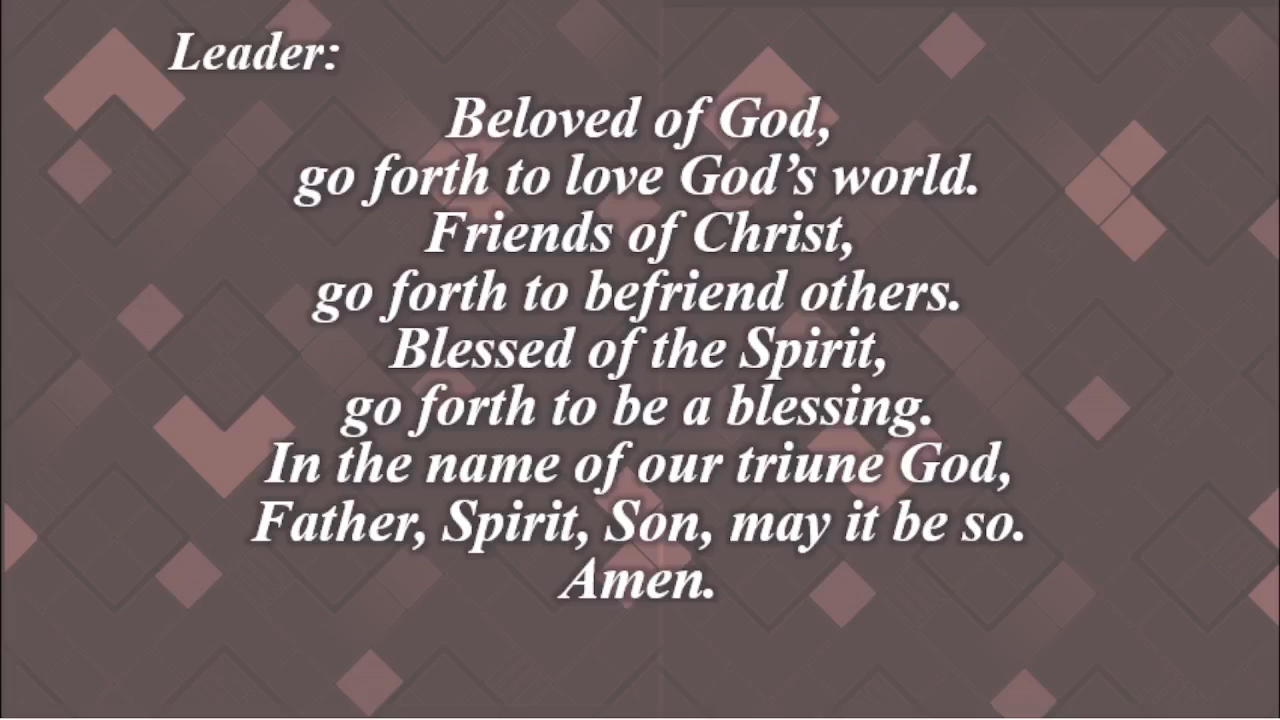 Leader:
Beloved of God,
go forth to love God’s world.
Friends of Christ,
go forth to befriend others.
Blessed of the Spirit,
go forth to be a blessing.
In the name of our triune God,
Father, Spirit, Son, may it be so.
Amen.